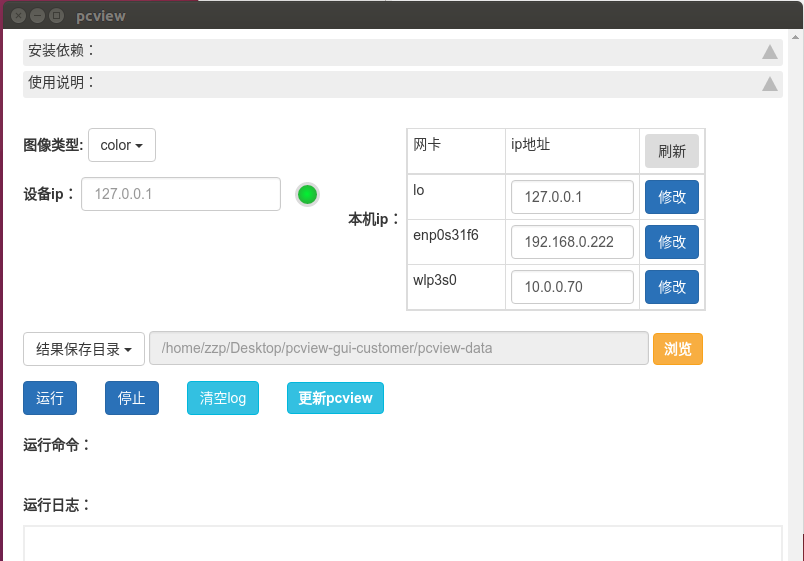 pcview
安装依赖：
使用说明：
图像类型: color
设备ip： 127.0.0.1
本机ip：
网卡 ip地址 刷新
lo 127.0.0.1 修改
enp0s31f6 192.168.0.222 修改
wlp3s0 10.0.0.70 修改
结果保存目录 /home/zzp/Desktop/pcview-gui-customer/pcview-data 浏览
运行 停止 清空log 更新pcview
运行命令：
运行日志：